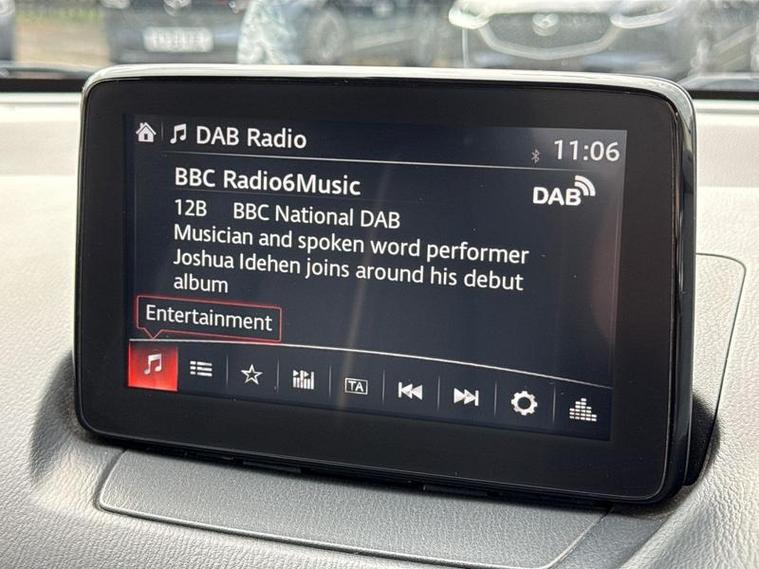 DAB Radio
11:06
BBC Radio6Music
DAB
12B BBC National DAB
Musician and spoken word performer
Joshua Idehen joins around his debut
album
Entertainment
TA